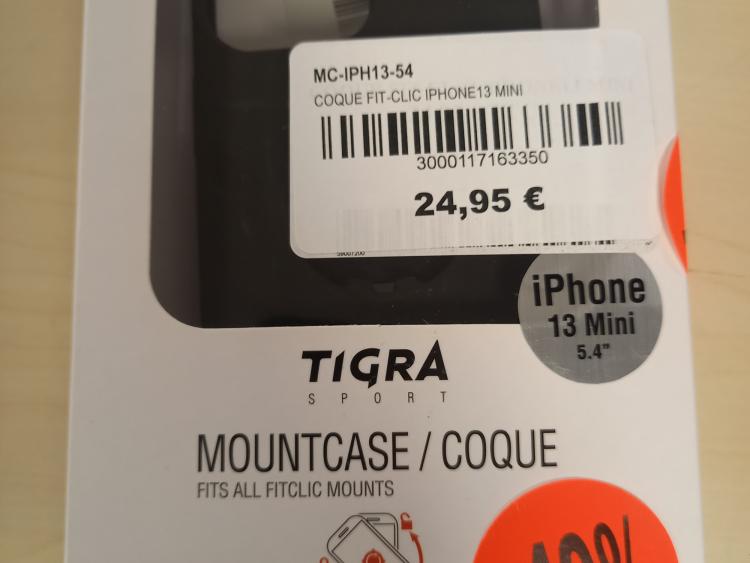 MC-IPH13-54
COQUE FIT-CLIC IPHONE13 MINI
3000117163350
24,95 €
iPhone
13 Mini
5.4"
TIGRA
SPORT
MOUNTCASE / COQUE
FITS ALL FITCLIC MOUNTS